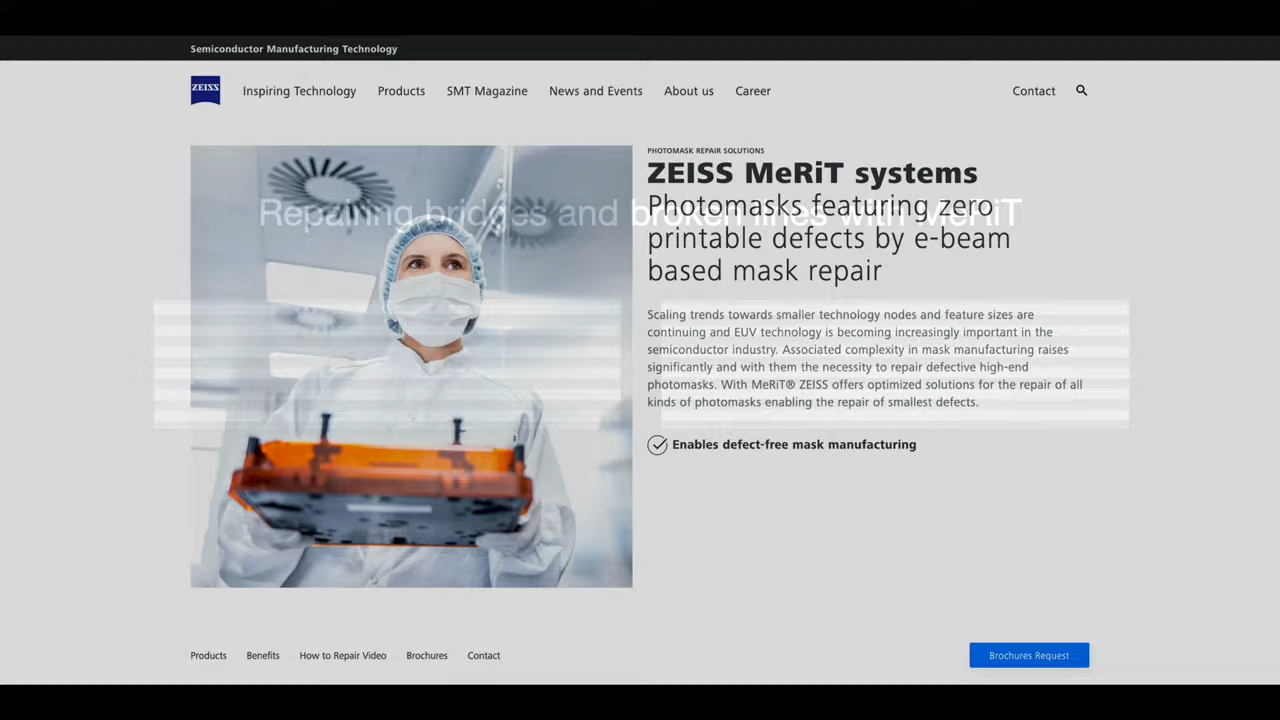 Semiconductor Manufacturing Technology
ZEISS
Inspiring Technology Products SMT Magazine News and Events About us Career Contact
PHOTOMASK REPAIR SOLUTIONS
ZEISS MeRiT systems
Photomasks featuring zero
Repairing bridges and broken lines with MeRiT
printable defects by e-beam
based mask repair
Scaling trends towards smaller technology nodes and feature sizes are
continuing and EUV technology is becoming increasingly important in the
semiconductor industry. Associated complexity in mask manufacturing raises
significantly and with them the necessity to repair defective high-end
photomasks. With MeRiT® ZEISS offers optimized solutions for the repair of all
kinds of photomasks enabling the repair of smallest defects.
Enables defect-free mask manufacturing
Products Benefits How to Repair Video Brochures Contact
Brochures Request